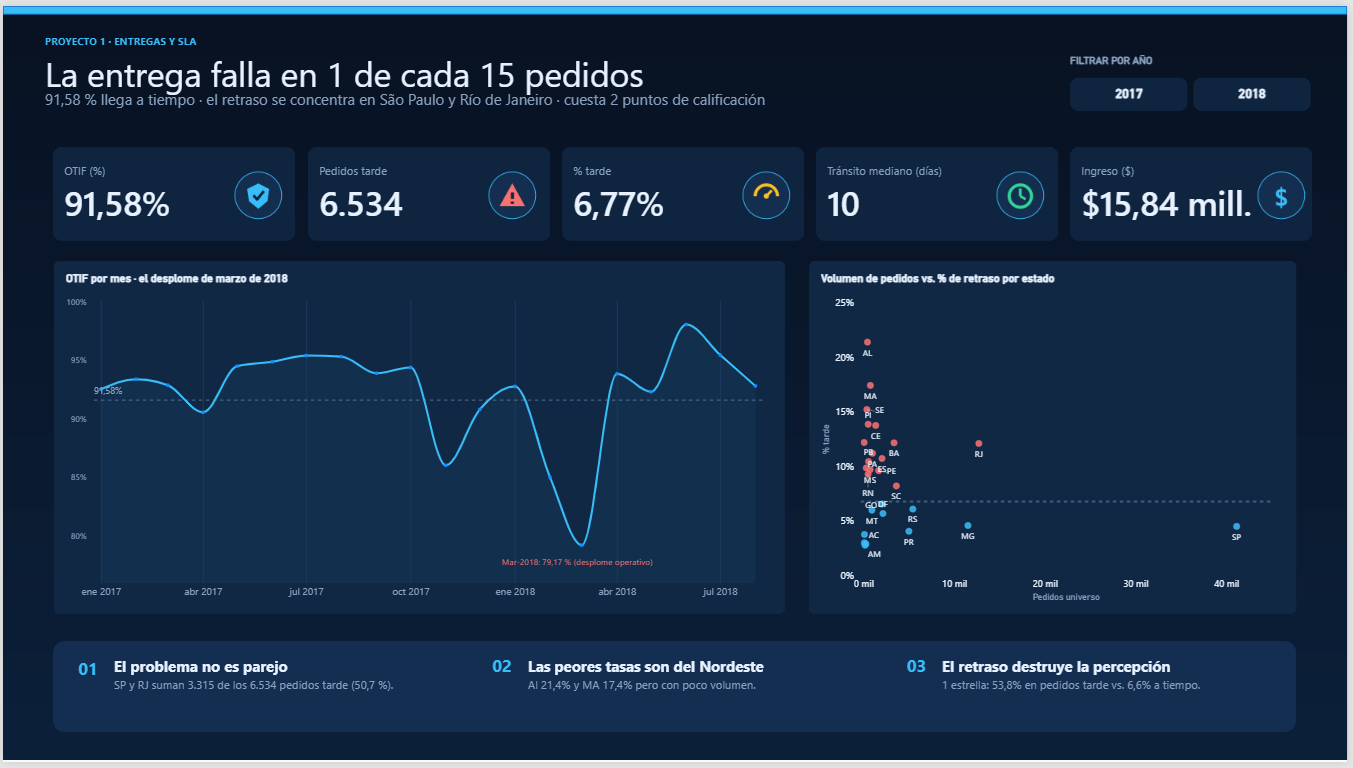 PROYECTO 1 · ENTREGAS Y SLA
La entrega falla en 1 de cada 15 pedidos
91,58 % llega a tiempo · el retraso se concentra en São Paulo y Río de Janeiro · cuesta 2 puntos de calificación
FILTRAR POR AÑO
2017
2018
OTIF (%)
91,58%
Pedidos tarde
6.534
% tarde
6,77%
Tránsito mediano (días)
10
Ingreso ($)
$15,84 mill.
$
OTIF por mes · el desplome de marzo de 2018
100%
95%
91,58%
90%
85%
80%
Mar-2018: 79,17 % (desplome operativo)
ene 2017
abr 2017
jul 2017
oct 2017
ene 2018
abr 2018
jul 2018
Volumen de pedidos vs. % de retraso por estado
25%
20%
15%
10%
5%
0%
% tarde
AL
MA
SE
PI
CE
BA
RJ
PB
PA
ES
PE
MS
RN
SC
GO
DF
MT
RS
AC
PR
MG
SP
AM
0 mil
10 mil
20 mil
30 mil
40 mil
Pedidos universo
01
El problema no es parejo
SP y RJ suman 3.315 de los 6.534 pedidos tarde (50,7 %).
02
Las peores tasas son del Nordeste
Al 21,4% y MA 17,4% pero con poco volumen.
03
El retraso destruye la percepción
1 estrella: 53,8% en pedidos tarde vs. 6,6% a tiempo.